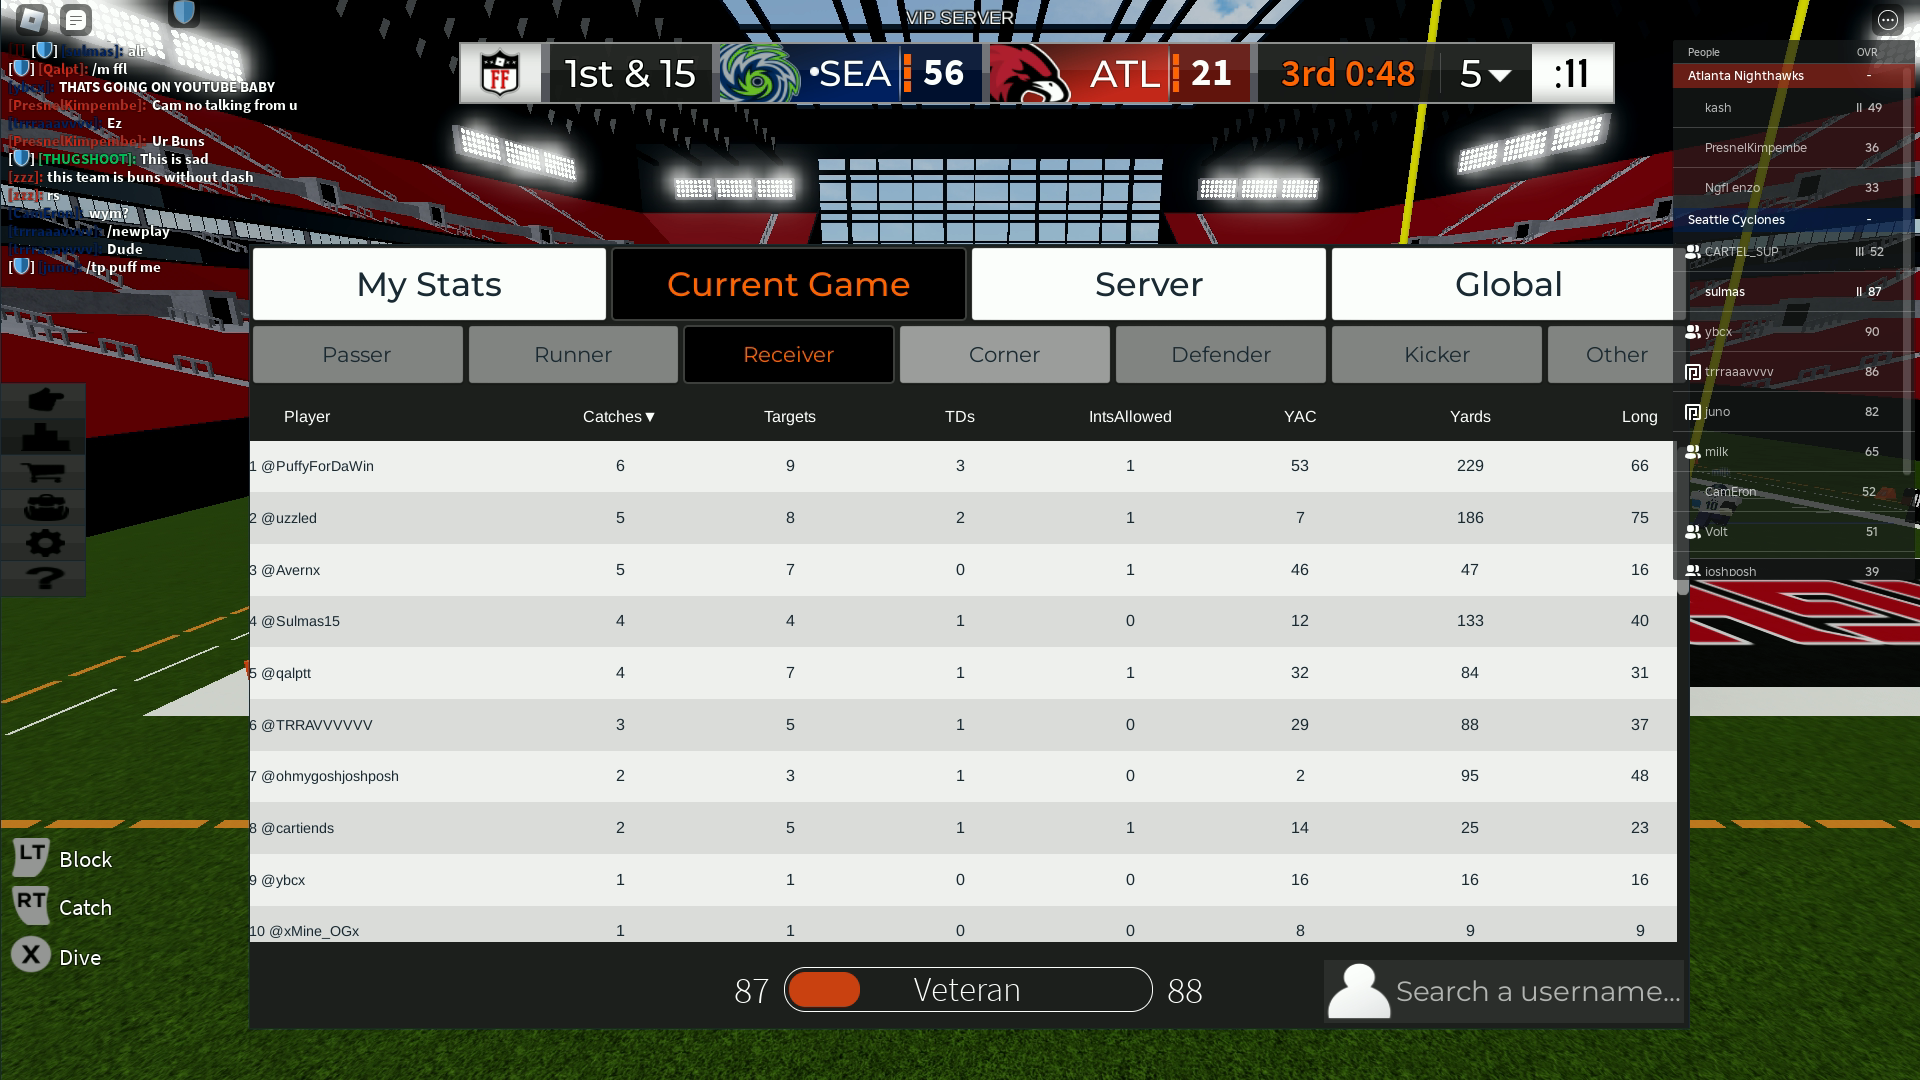 VIP SERVER
[sulmas]: alr
[Qalpt]: /m ffl
[ybcx]: THATS GOING ON YOUTUBE BABY
[PresnelKimpembe]: Cam no talking from u
[trrraaavvvv]: Ez
[PresnelKimpembe]: Ur Buns
[THUGSHOOT]: This is sad
[zzz]: this team is buns without dash
[zzz]: rs
[CamEron]: wym?
[trrraaavvvv]: /newplay
[trrraaavvvv]: Dude
[juno]: /tp puff me
FF 1st & 15 •SEA 56 ATL 21 3rd 0:48 5 :11
People OVR
Atlanta Nighthawks -
kash II 49
PresnelKimpembe 36
Ngfl enzo 33
Seattle Cyclones -
CARTEL_SUP III 52
sulmas II 87
ybcx 90
trrraaavvvv 86
juno 82
milk 65
CamEron 52
Volt 51
joshposh 39
My Stats Current Game Server Global
Passer Runner Receiver Corner Defender Kicker Other
Player Catches▼ Targets TDs IntsAllowed YAC Yards Long
1 @PuffyForDaWin 6 9 3 1 53 229 66
2 @uzzled 5 8 2 1 7 186 75
3 @Avernx 5 7 0 1 46 47 16
4 @Sulmas15 4 4 1 0 12 133 40
5 @qalptt 4 7 1 1 32 84 31
6 @TRRAVVVVVV 3 5 1 0 29 88 37
7 @ohmygoshjoshposh 2 3 1 0 2 95 48
8 @cartiends 2 5 1 1 14 25 23
9 @ybcx 1 1 0 0 16 16 16
10 @xMine_OGx 1 1 0 0 8 9 9
LT Block
RT Catch
X Dive
87 Veteran 88
Search a username...